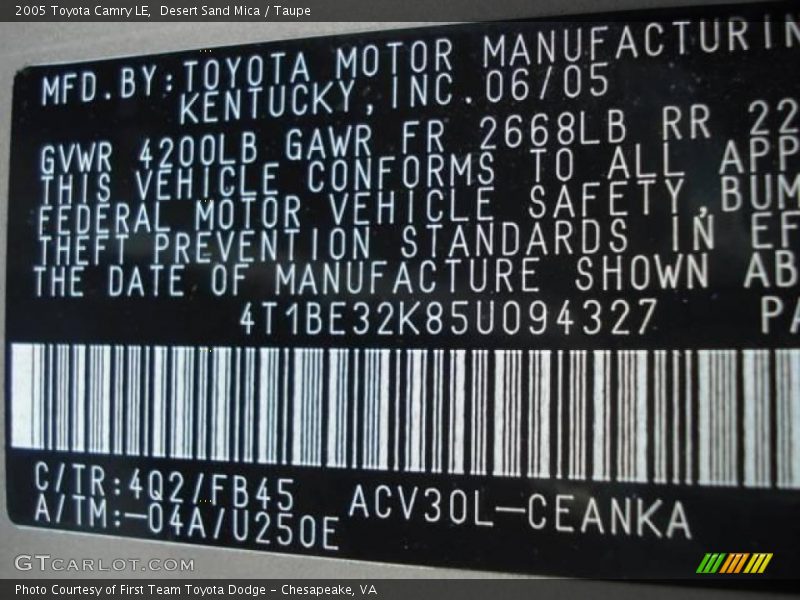 2005 Toyota Camry LE,  Desert Sand Mica / Taupe
MFD.BY:TOYOTA MOTOR MANUFACTURIN
KENTUCKY,INC.06/05
GVWR 4200LB GAWR FR 2668LB RR 22
THIS VEHICLE CONFORMS TO ALL APP
FEDERAL MOTOR VEHICLE SAFETY,BUM
THEFT PREVENTION STANDARDS IN EF
THE DATE OF MANUFACTURE SHOWN AB
4T1BE32K85U094327 PA
C/TR:4Q2/FB45 ACV30L-CEANKA
A/TM:-04A/U250E
GTCARLOT.COM
Photo Courtesy of First Team Toyota Dodge - Chesapeake, VA